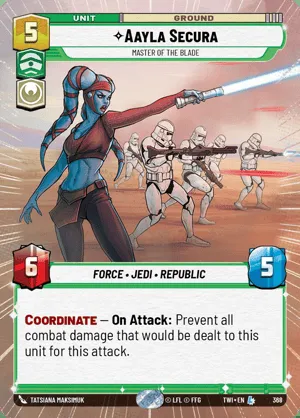 UNIT
GROUND
5
✧AAYLA SECURA
MASTER OF THE BLADE
6
5
FORCE • JEDI • REPUBLIC
COORDINATE — On Attack: Prevent all
combat damage that would be dealt to this
unit for this attack.
TATSIANA MAKSIMUK
© LFL © FFG
TWI • EN
368